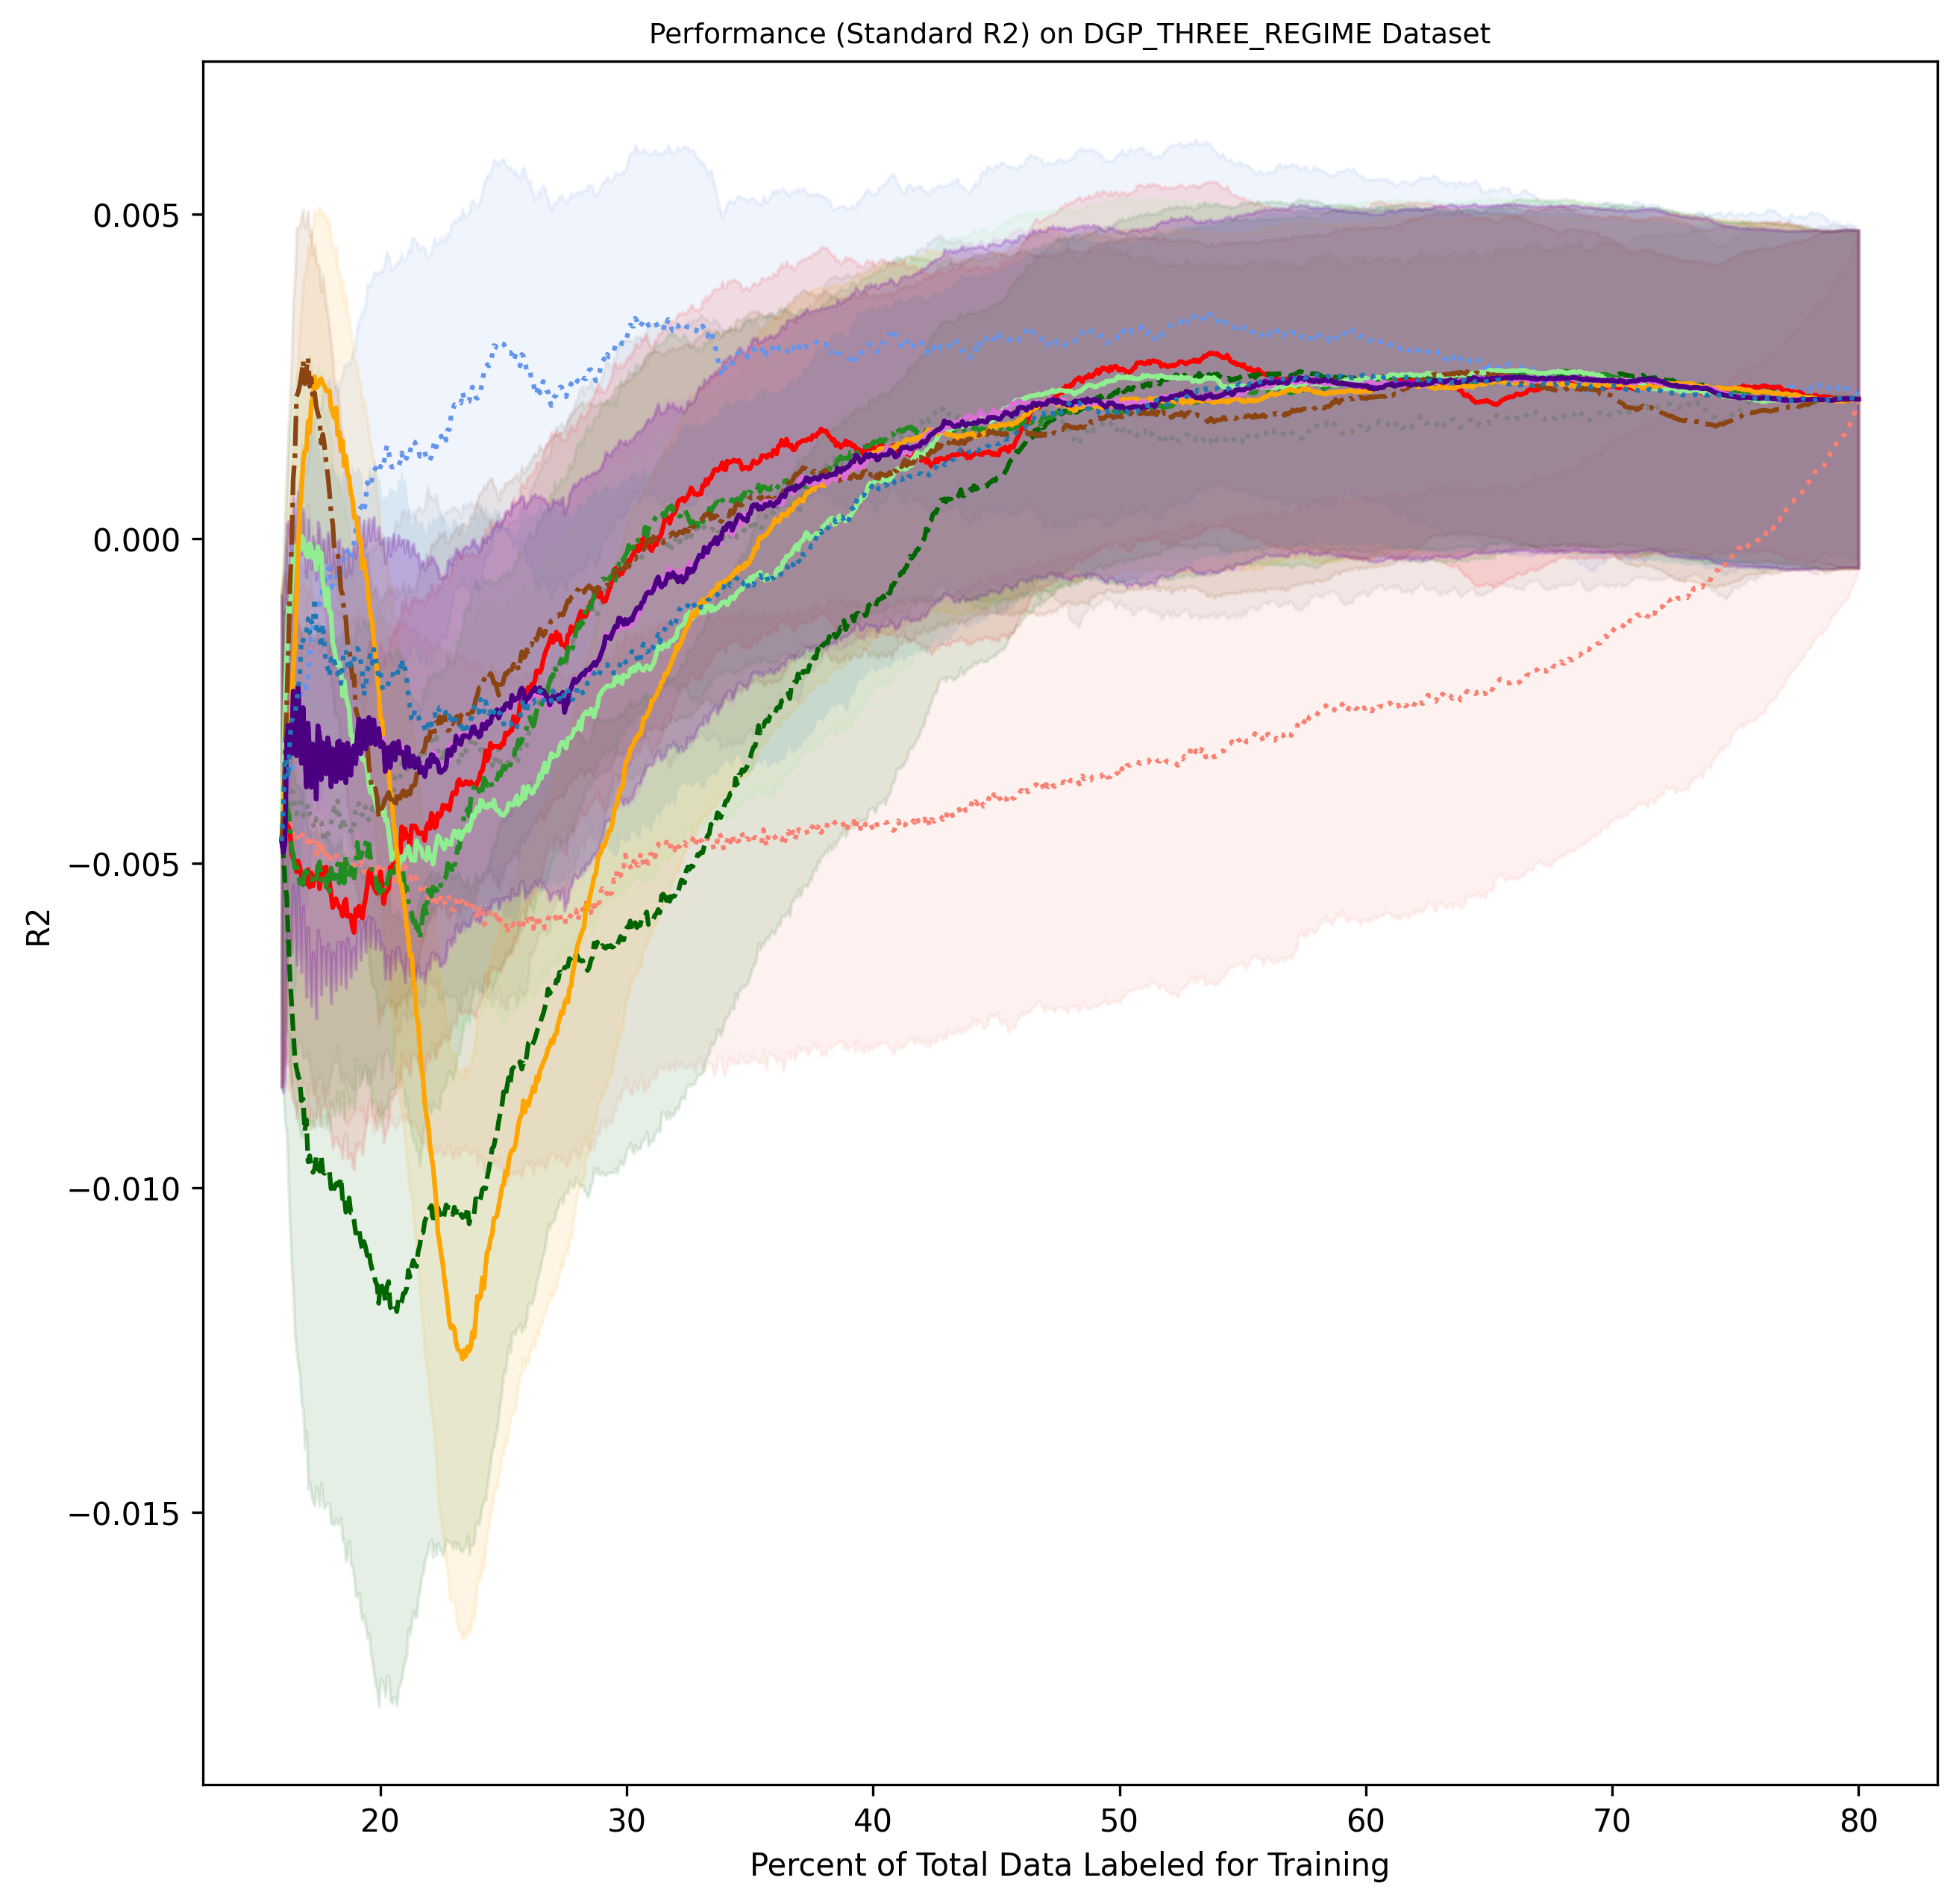 Performance (Standard R2) on DGP_THREE_REGIME Dataset
R2
0.005
0.000
−0.005
−0.010
−0.015
20 30 40 50 60 70 80
Percent of Total Data Labeled for Training